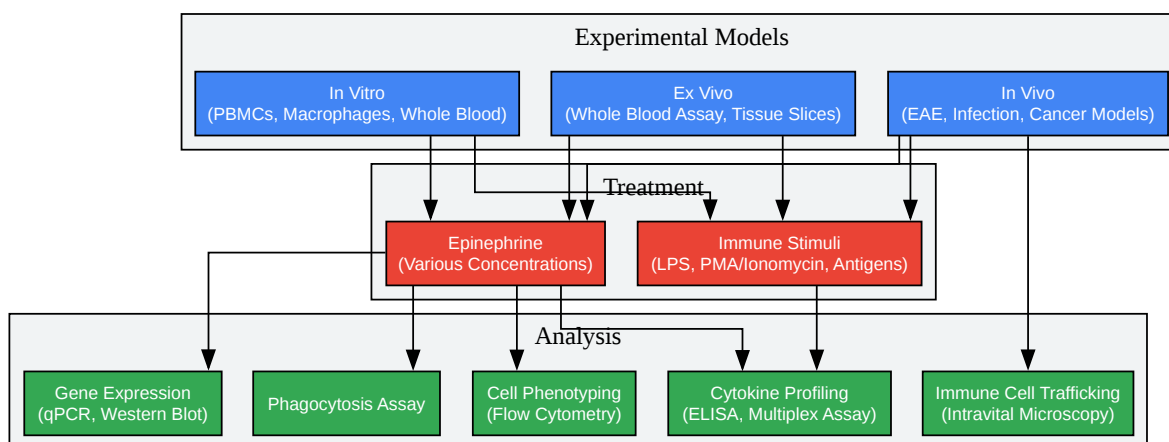 Experimental Models
In Vitro
(PBMCs, Macrophages, Whole Blood)
Ex Vivo
(Whole Blood Assay, Tissue Slices)
In Vivo
(EAE, Infection, Cancer Models)
Treatment
Epinephrine
(Various Concentrations)
Immune Stimuli
(LPS, PMA/Ionomycin, Antigens)
Analysis
Gene Expression
(qPCR, Western Blot)
Phagocytosis Assay
Cell Phenotyping
(Flow Cytometry)
Cytokine Profiling
(ELISA, Multiplex Assay)
Immune Cell Trafficking
(Intravital Microscopy)